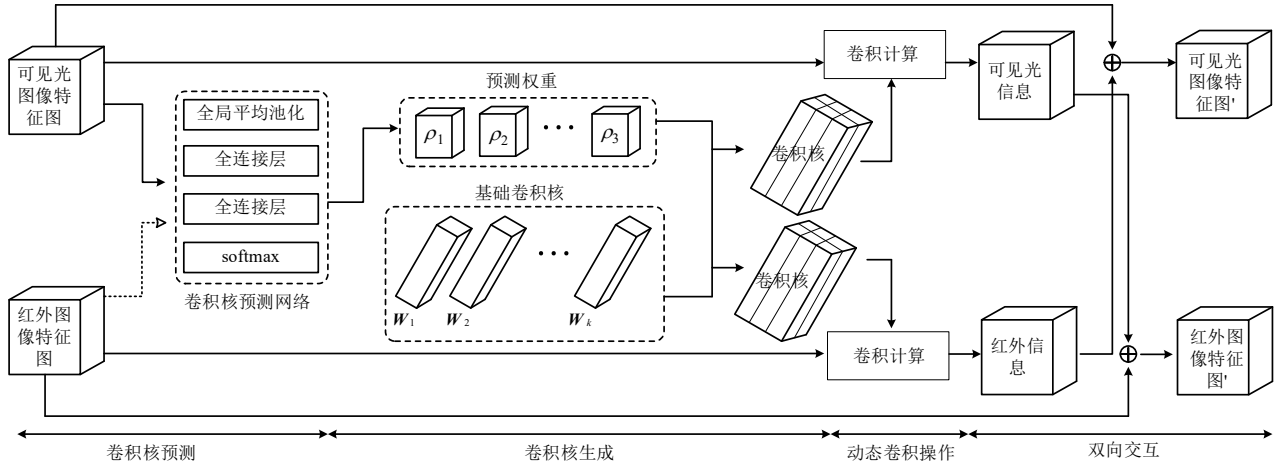 可见光
图像特
征图
红外图
像特征
图
全局平均池化
全连接层
全连接层
softmax
卷积核预测网络
预测权重
ρ1 ρ2 ··· ρ3
基础卷积核
···
W1 W2 Wk
卷积核
卷积核
卷积计算
卷积计算
可见光
信息
红外信
息
可见光
图像特
征图'
红外图
像特征
图'
卷积核预测 卷积核生成 动态卷积操作 双向交互